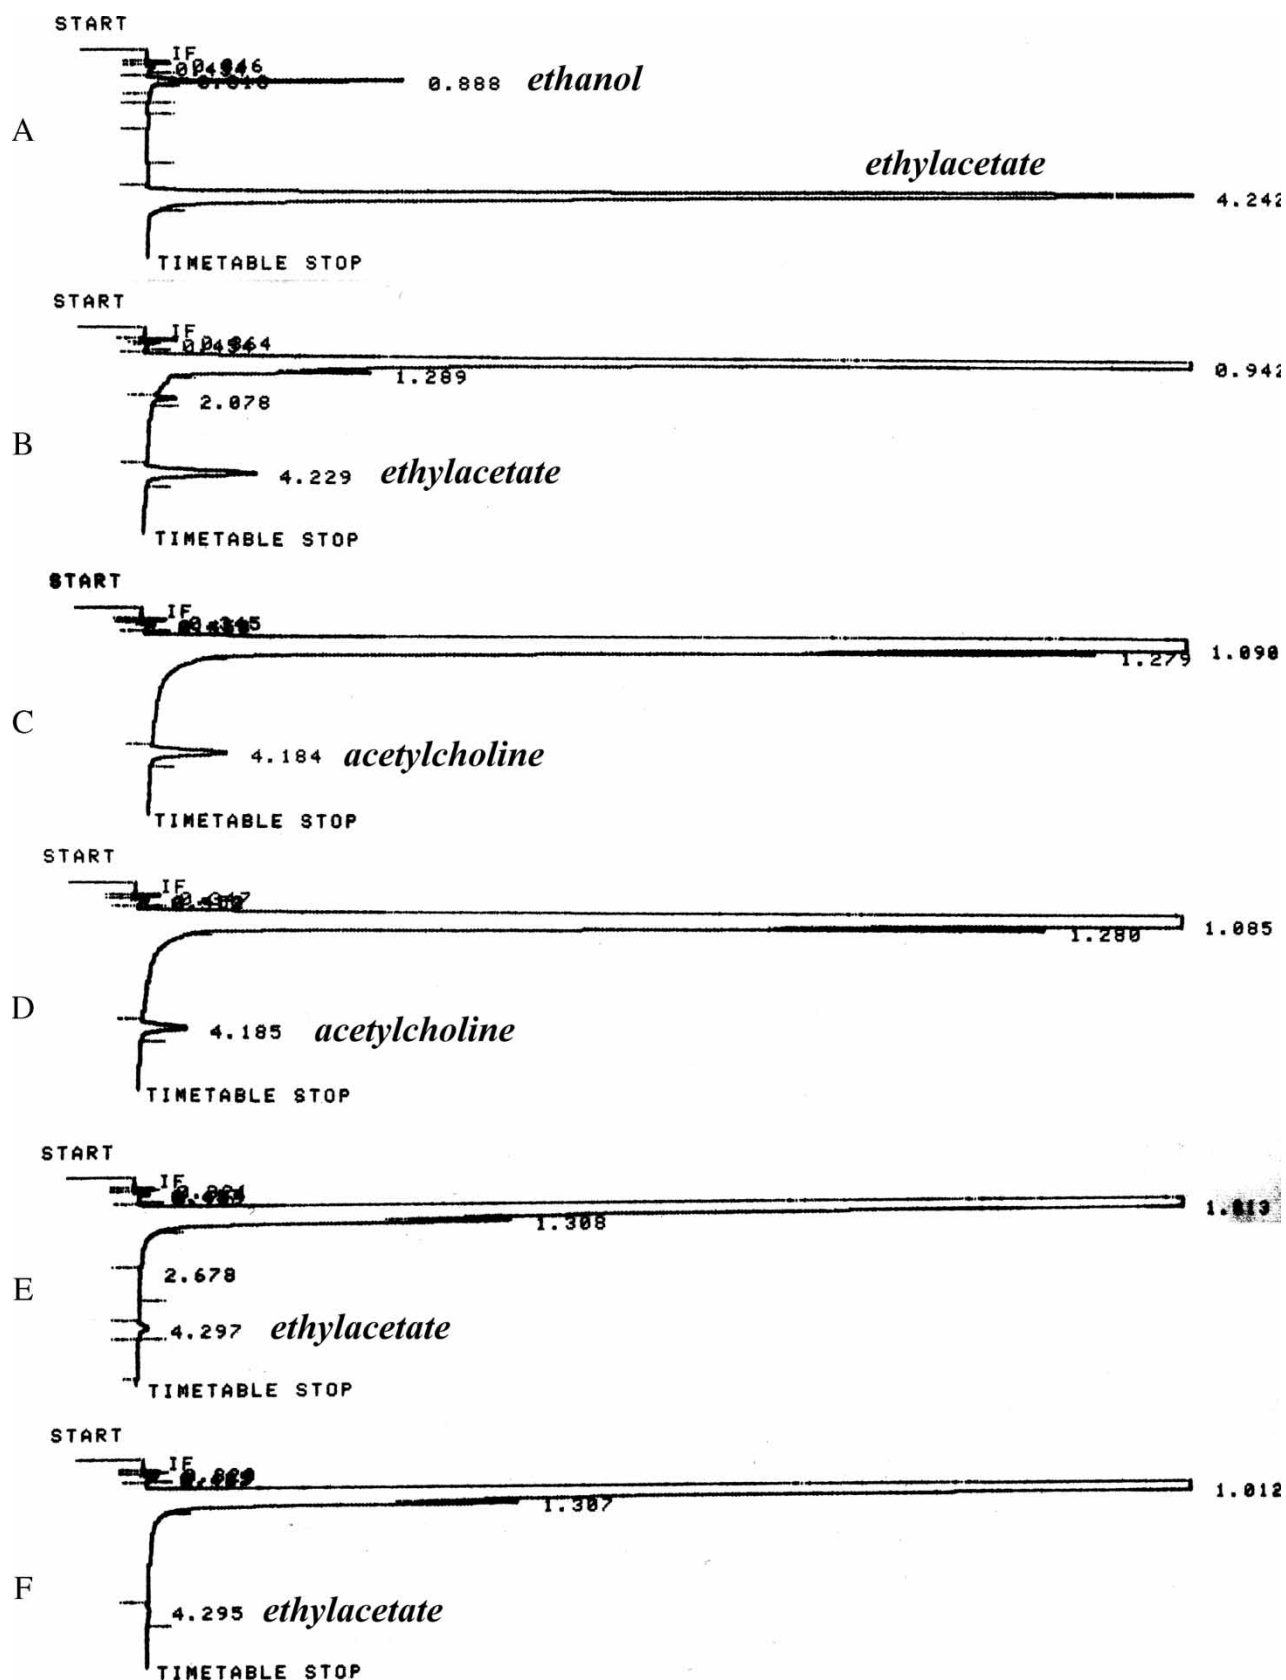 START
IF
0.888 ethanol
A
ethylacetate
4.242
TIMETABLE STOP
START
IF
0.942
1.289
2.078
B
4.229 ethylacetate
TIMETABLE STOP
START
IF
1.090
1.279
C
4.184 acetylcholine
TIMETABLE STOP
START
IF
1.085
1.280
D
4.185 acetylcholine
TIMETABLE STOP
START
IF
1.308
2.678
E
4.297 ethylacetate
TIMETABLE STOP
START
IF
1.012
1.307
F
4.295 ethylacetate
TIMETABLE STOP